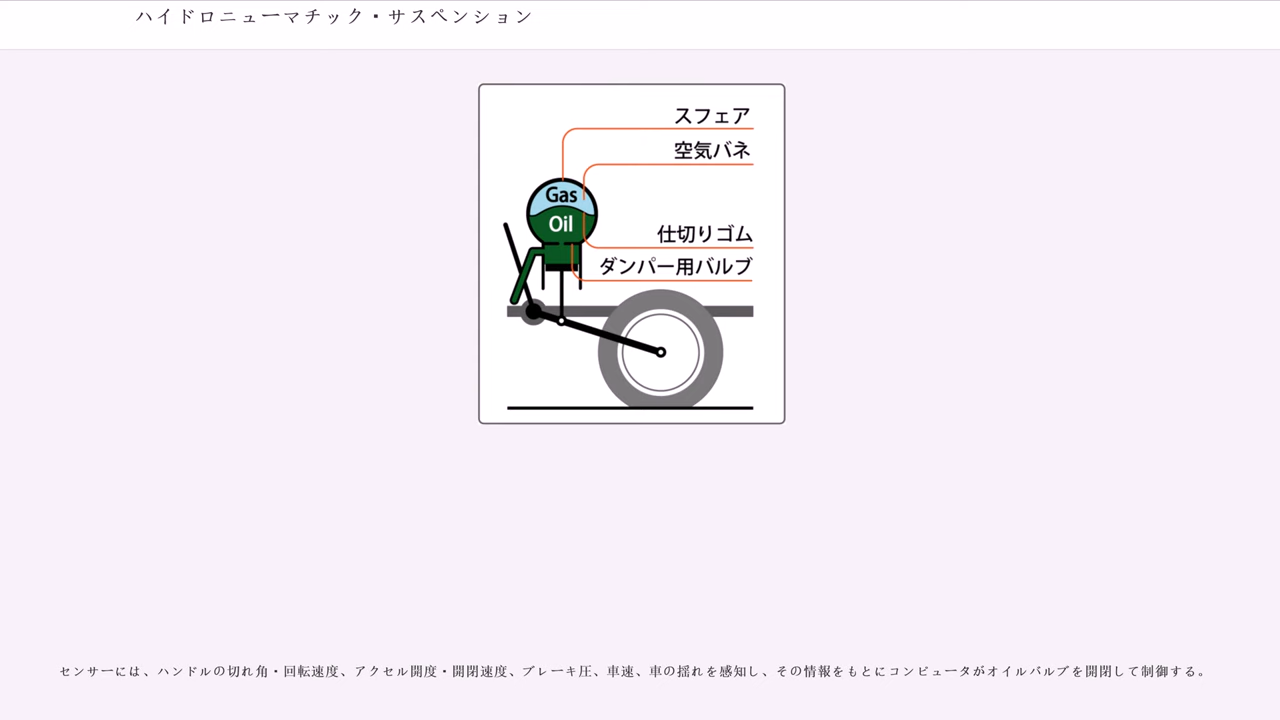 ハイドロニューマチック・サスペンション
スフェア
空気バネ
Gas
Oil
仕切りゴム
ダンパー用バルブ
センサーには、ハンドルの切れ角・回転速度、アクセル開度・開閉速度、ブレーキ圧、車速、車の揺れを感知し、その情報をもとにコンピュータがオイルバルブを開閉して制御する。